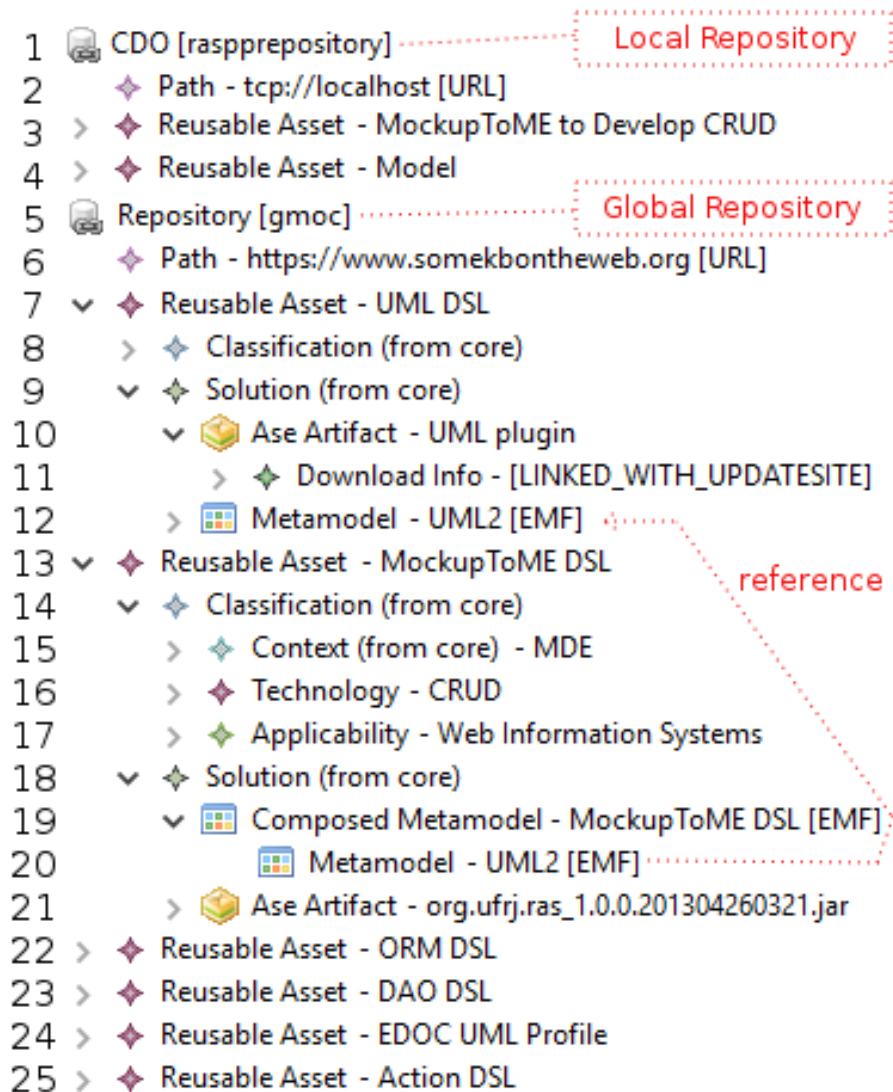 1 CDO [raspprepository] Local Repository
2 Path - tcp://localhost [URL]
3 Reusable Asset - MockupToME to Develop CRUD
4 Reusable Asset - Model
5 Repository [gmoc] Global Repository
6 Path - https://www.somekbontheweb.org [URL]
7 Reusable Asset - UML DSL
8 Classification (from core)
9 Solution (from core)
10 Ase Artifact - UML plugin
11 Download Info - [LINKED_WITH_UPDATESITE]
12 Metamodel - UML2 [EMF]
13 Reusable Asset - MockupToME DSL
reference
14 Classification (from core)
15 Context (from core) - MDE
16 Technology - CRUD
17 Applicability - Web Information Systems
18 Solution (from core)
19 Composed Metamodel - MockupToME DSL [EMF]
20 Metamodel - UML2 [EMF]
21 Ase Artifact - org.ufrj.ras_1.0.0.201304260321.jar
22 Reusable Asset - ORM DSL
23 Reusable Asset - DAO DSL
24 Reusable Asset - EDOC UML Profile
25 Reusable Asset - Action DSL